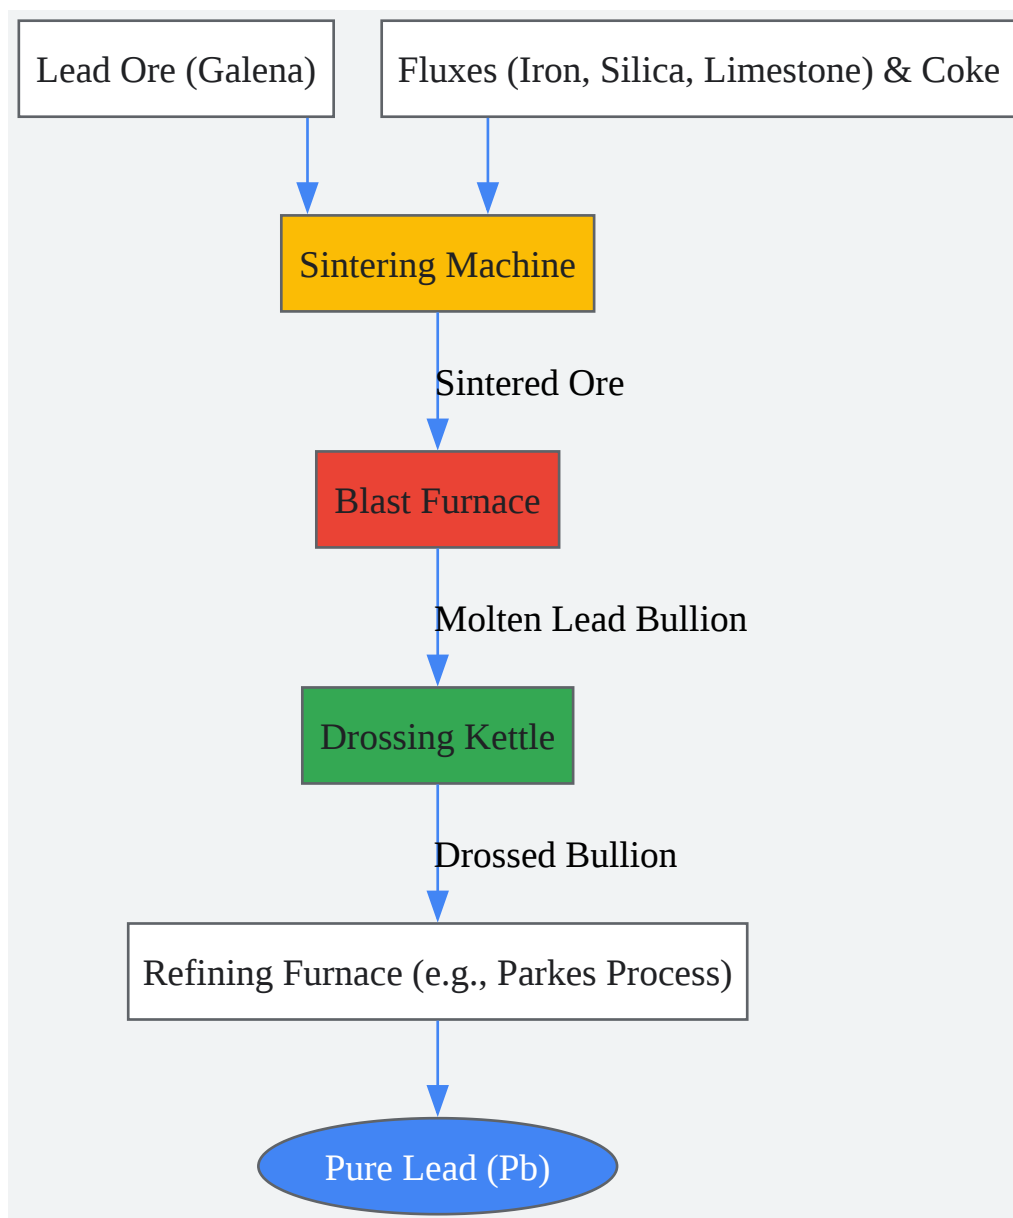 Lead Ore (Galena)
Fluxes (Iron, Silica, Limestone) & Coke
Sintering Machine
Sintered Ore
Blast Furnace
Molten Lead Bullion
Drossing Kettle
Drossed Bullion
Refining Furnace (e.g., Parkes Process)
Pure Lead (Pb)